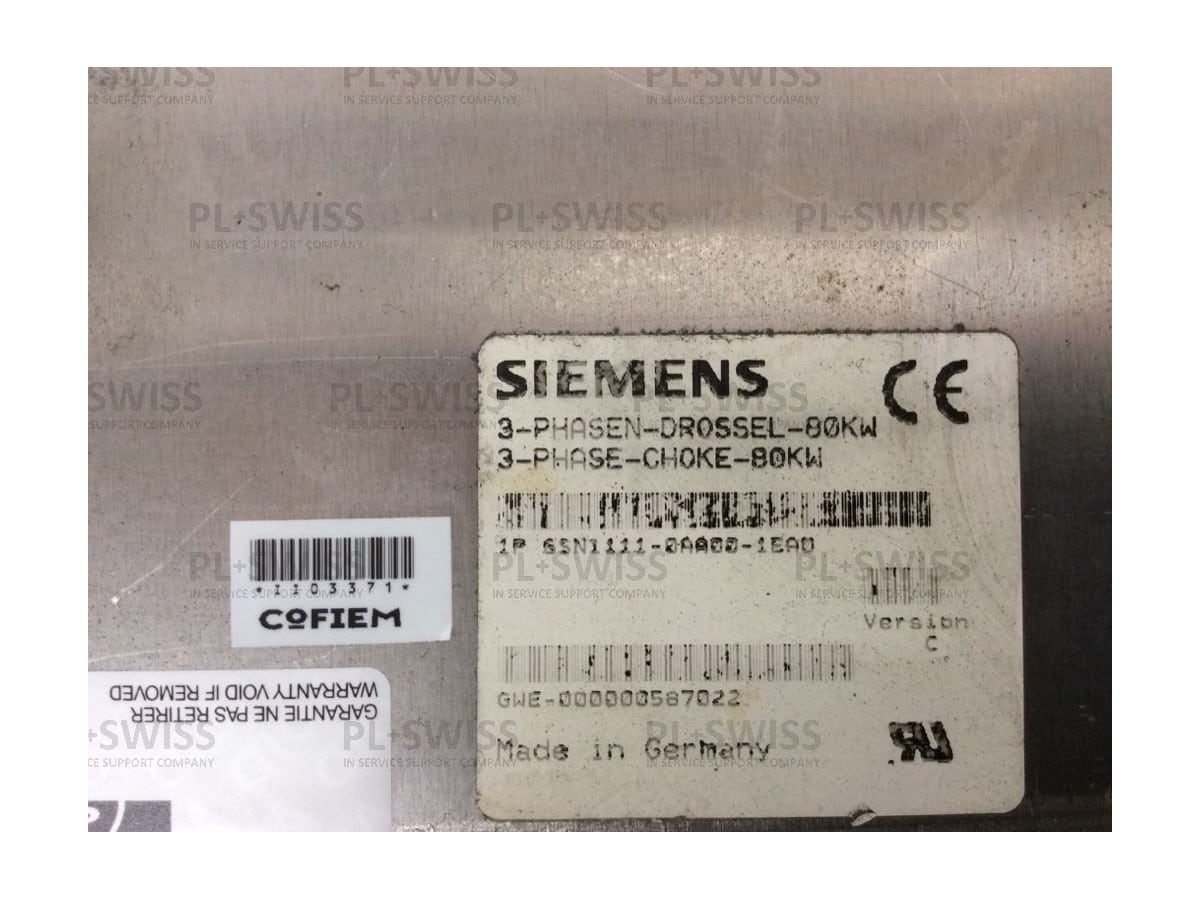 PL+SWISS
IN SERVICE SUPPORT COMPANY
SIEMENS
CE
3-PHASEN-DROSSEL-80KW
3-PHASE-CHOKE-80KW
1P 6SN1111-0AA00-1EA0
Version
C
GWE-000000587022
Made in Germany
*II03371*
COFIEM
WARRANTY VOID IF REMOVED
GARANTIE NE PAS RETIRER